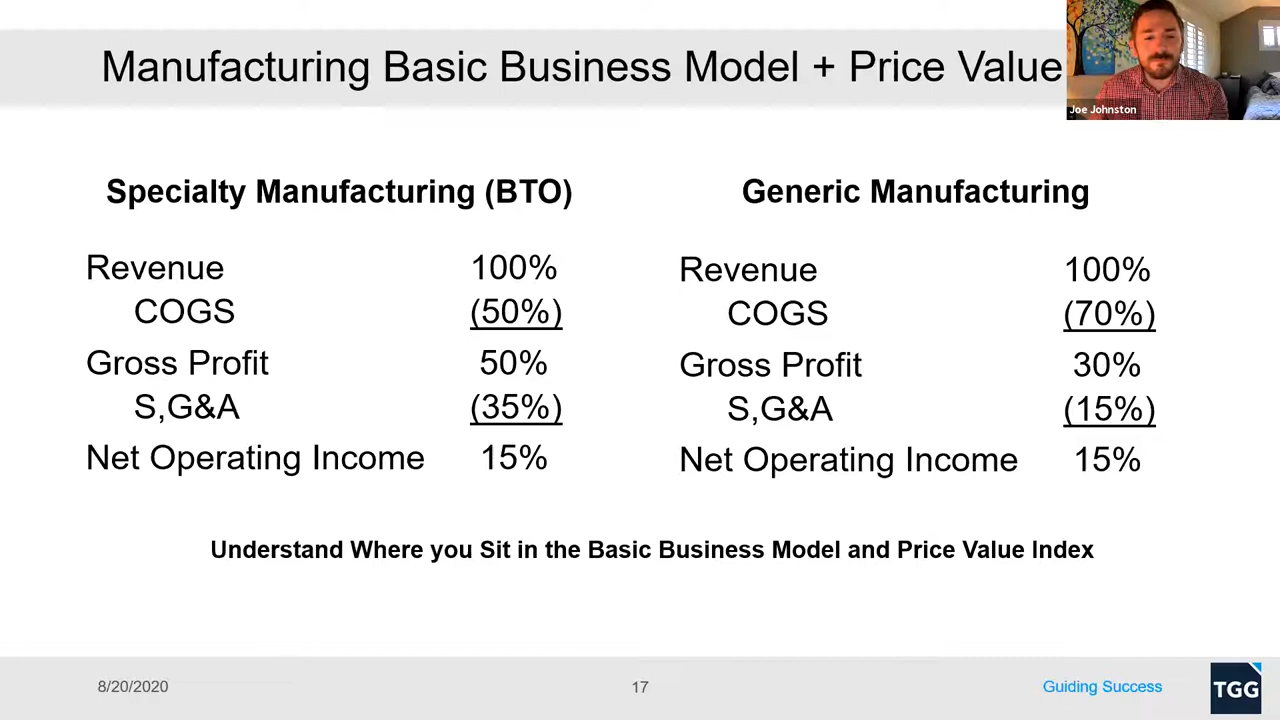 Manufacturing Basic Business Model + Price Value
Joe Johnston
Specialty Manufacturing (BTO)
Revenue 100%
COGS (50%)
Gross Profit 50%
S,G&A (35%)
Net Operating Income 15%
Generic Manufacturing
Revenue 100%
COGS (70%)
Gross Profit 30%
S,G&A (15%)
Net Operating Income 15%
Understand Where you Sit in the Basic Business Model and Price Value Index
8/20/2020
17
Guiding Success
TGG